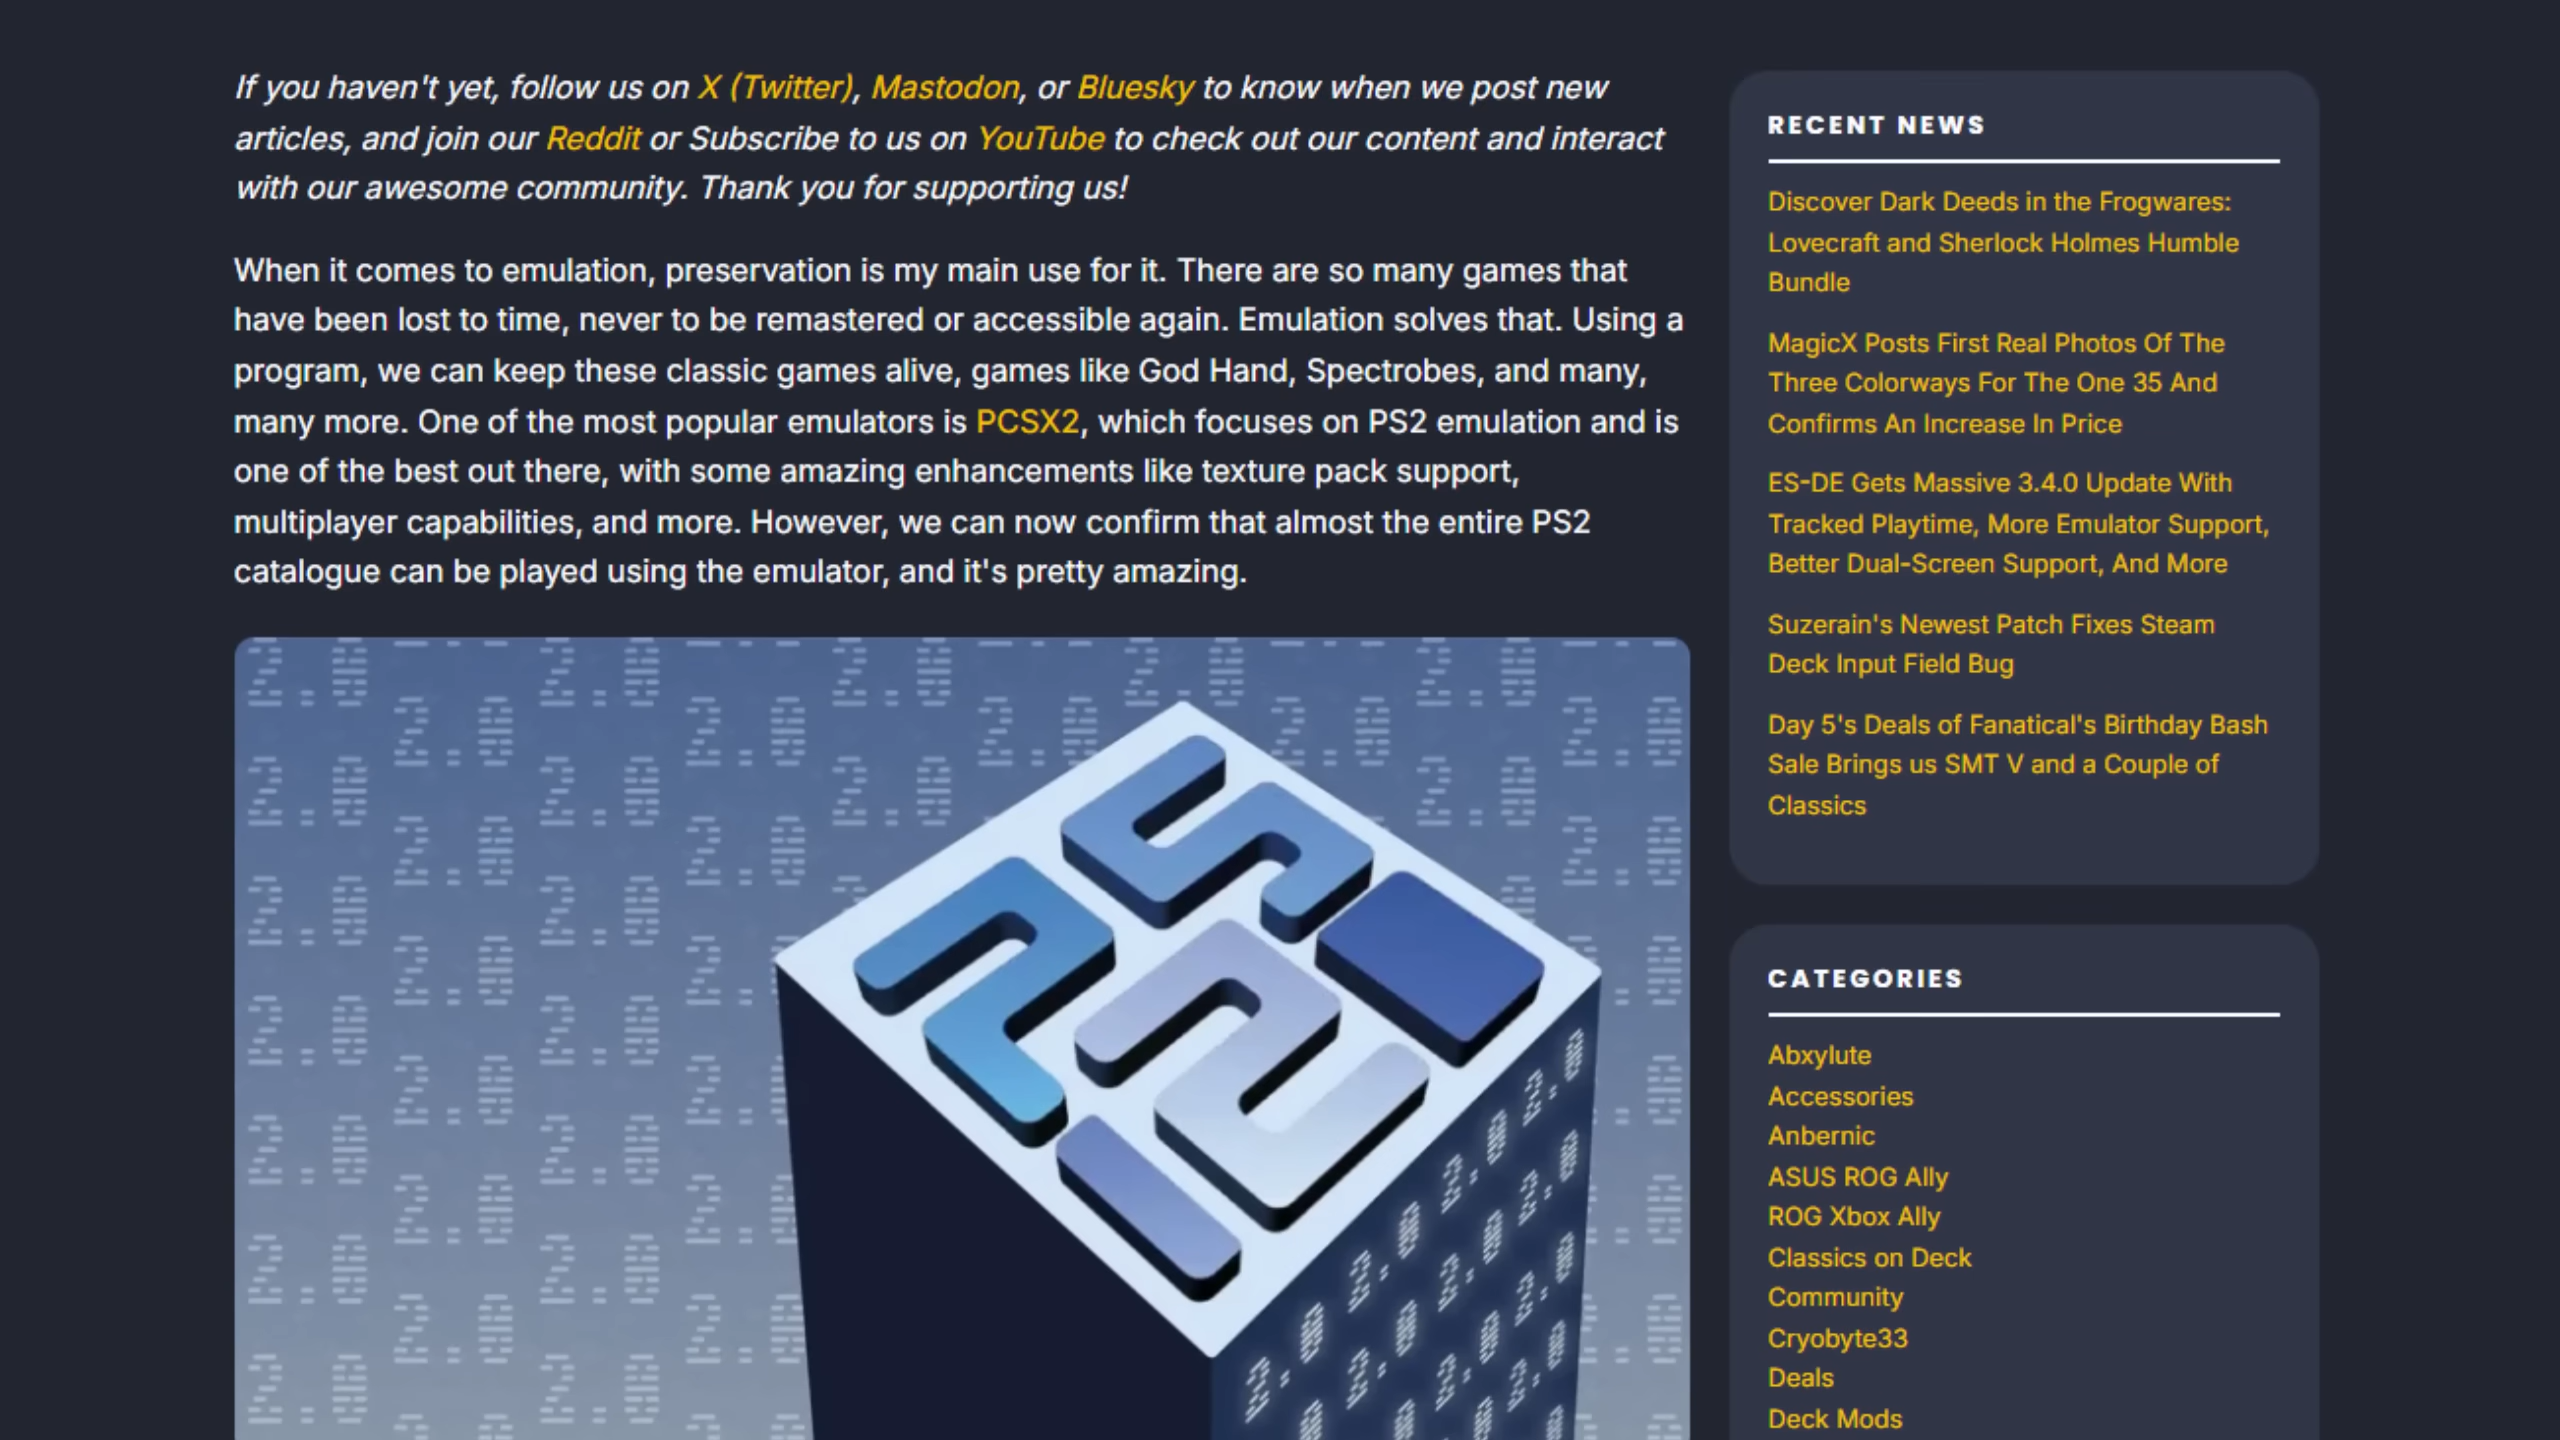 If you haven't yet, follow us on X (Twitter), Mastodon, or Bluesky to know when we post new
articles, and join our Reddit or Subscribe to us on YouTube to check out our content and interact
with our awesome community. Thank you for supporting us!
When it comes to emulation, preservation is my main use for it. There are so many games that
have been lost to time, never to be remastered or accessible again. Emulation solves that. Using a
program, we can keep these classic games alive, games like God Hand, Spectrobes, and many,
many more. One of the most popular emulators is PCSX2, which focuses on PS2 emulation and is
one of the best out there, with some amazing enhancements like texture pack support,
multiplayer capabilities, and more. However, we can now confirm that almost the entire PS2
catalogue can be played using the emulator, and it's pretty amazing.
2.0 2.0 2.0 2.0 2.0
RECENT NEWS
Discover Dark Deeds in the Frogwares:
Lovecraft and Sherlock Holmes Humble
Bundle
MagicX Posts First Real Photos Of The
Three Colorways For The One 35 And
Confirms An Increase In Price
ES-DE Gets Massive 3.4.0 Update With
Tracked Playtime, More Emulator Support,
Better Dual-Screen Support, And More
Suzerain's Newest Patch Fixes Steam
Deck Input Field Bug
Day 5's Deals of Fanatical's Birthday Bash
Sale Brings us SMT V and a Couple of
Classics
CATEGORIES
Abxylute
Accessories
Anbernic
ASUS ROG Ally
ROG Xbox Ally
Classics on Deck
Community
Cryobyte33
Deals
Deck Mods